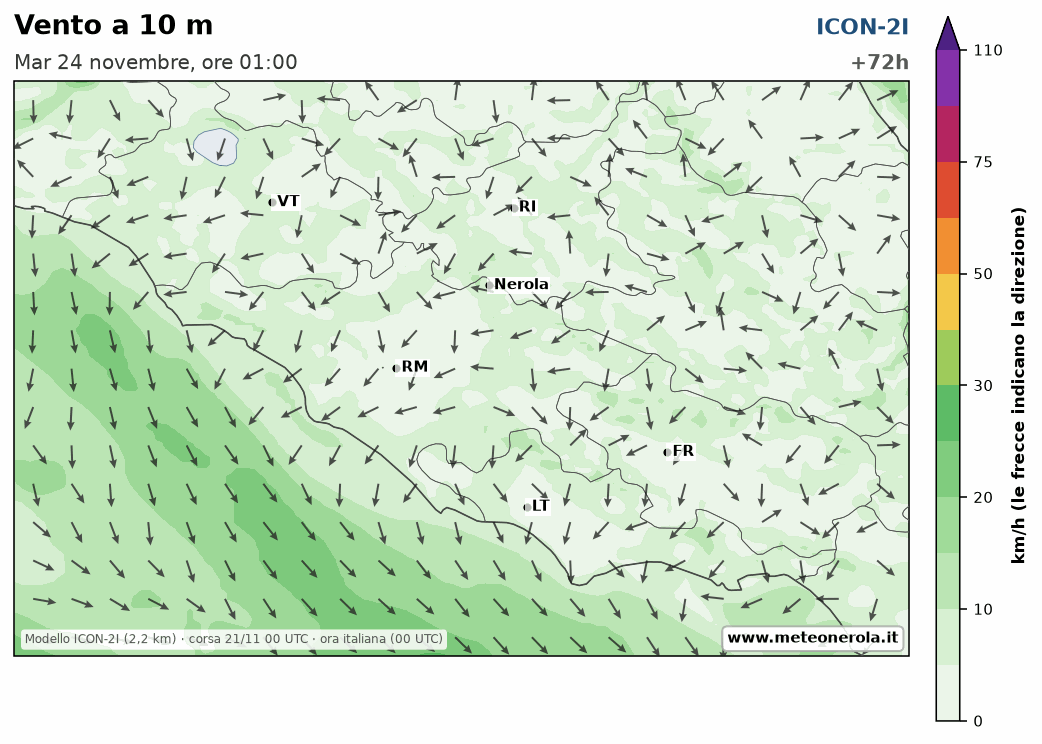 Vento a 10 m
ICON-2I
Mar 24 novembre, ore 01:00
+72h
VT
RI
Nerola
RM
FR
LT
Modello ICON-2I (2,2 km) · corsa 21/11 00 UTC · ora italiana (00 UTC)
www.meteonerola.it
110
75
50
30
20
10
0
km/h (le frecce indicano la direzione)